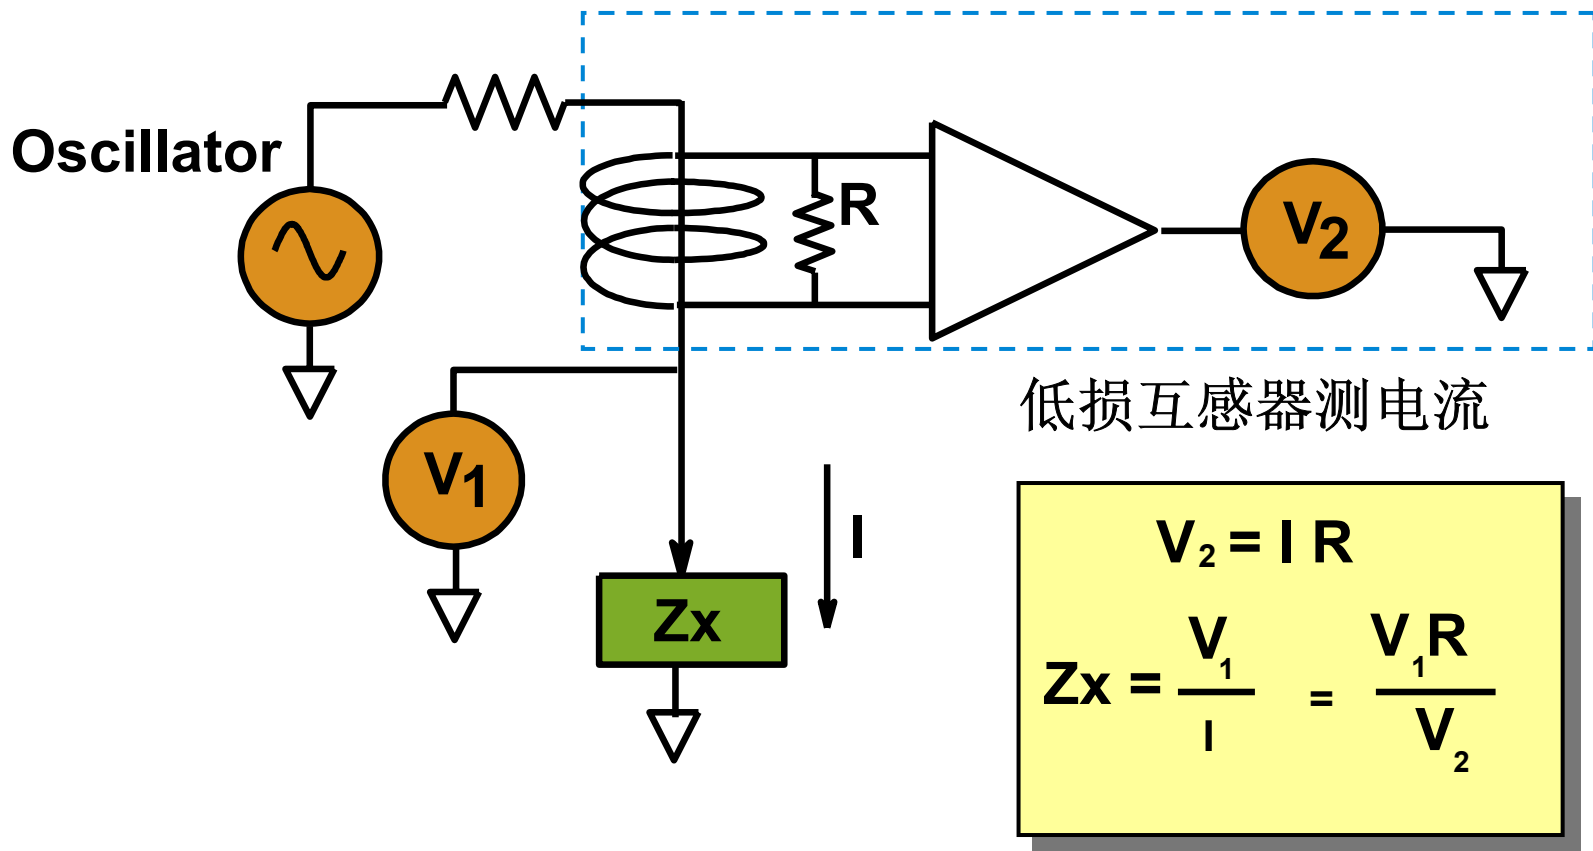 Oscillator
R
V2
低损互感器测电流
V1
I
Zx
V2 = I R
Zx = V1 / I = V1R / V2